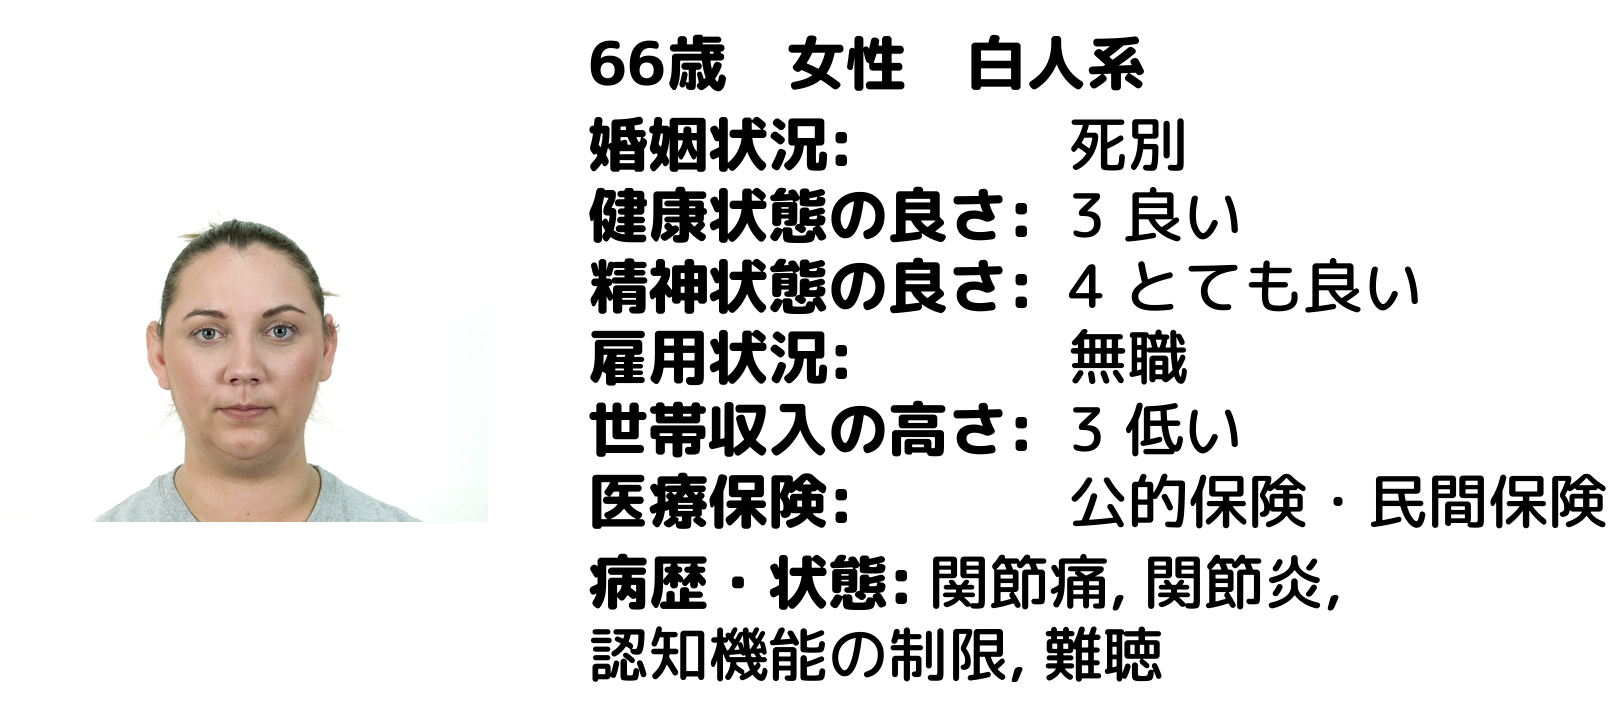 66歳　女性　白人系
婚姻状況: 死別
健康状態の良さ: 3 良い
精神状態の良さ: 4 とても良い
雇用状況: 無職
世帯収入の高さ: 3 低い
医療保険: 公的保険・民間保険
病歴・状態: 関節痛, 関節炎,
認知機能の制限, 難聴